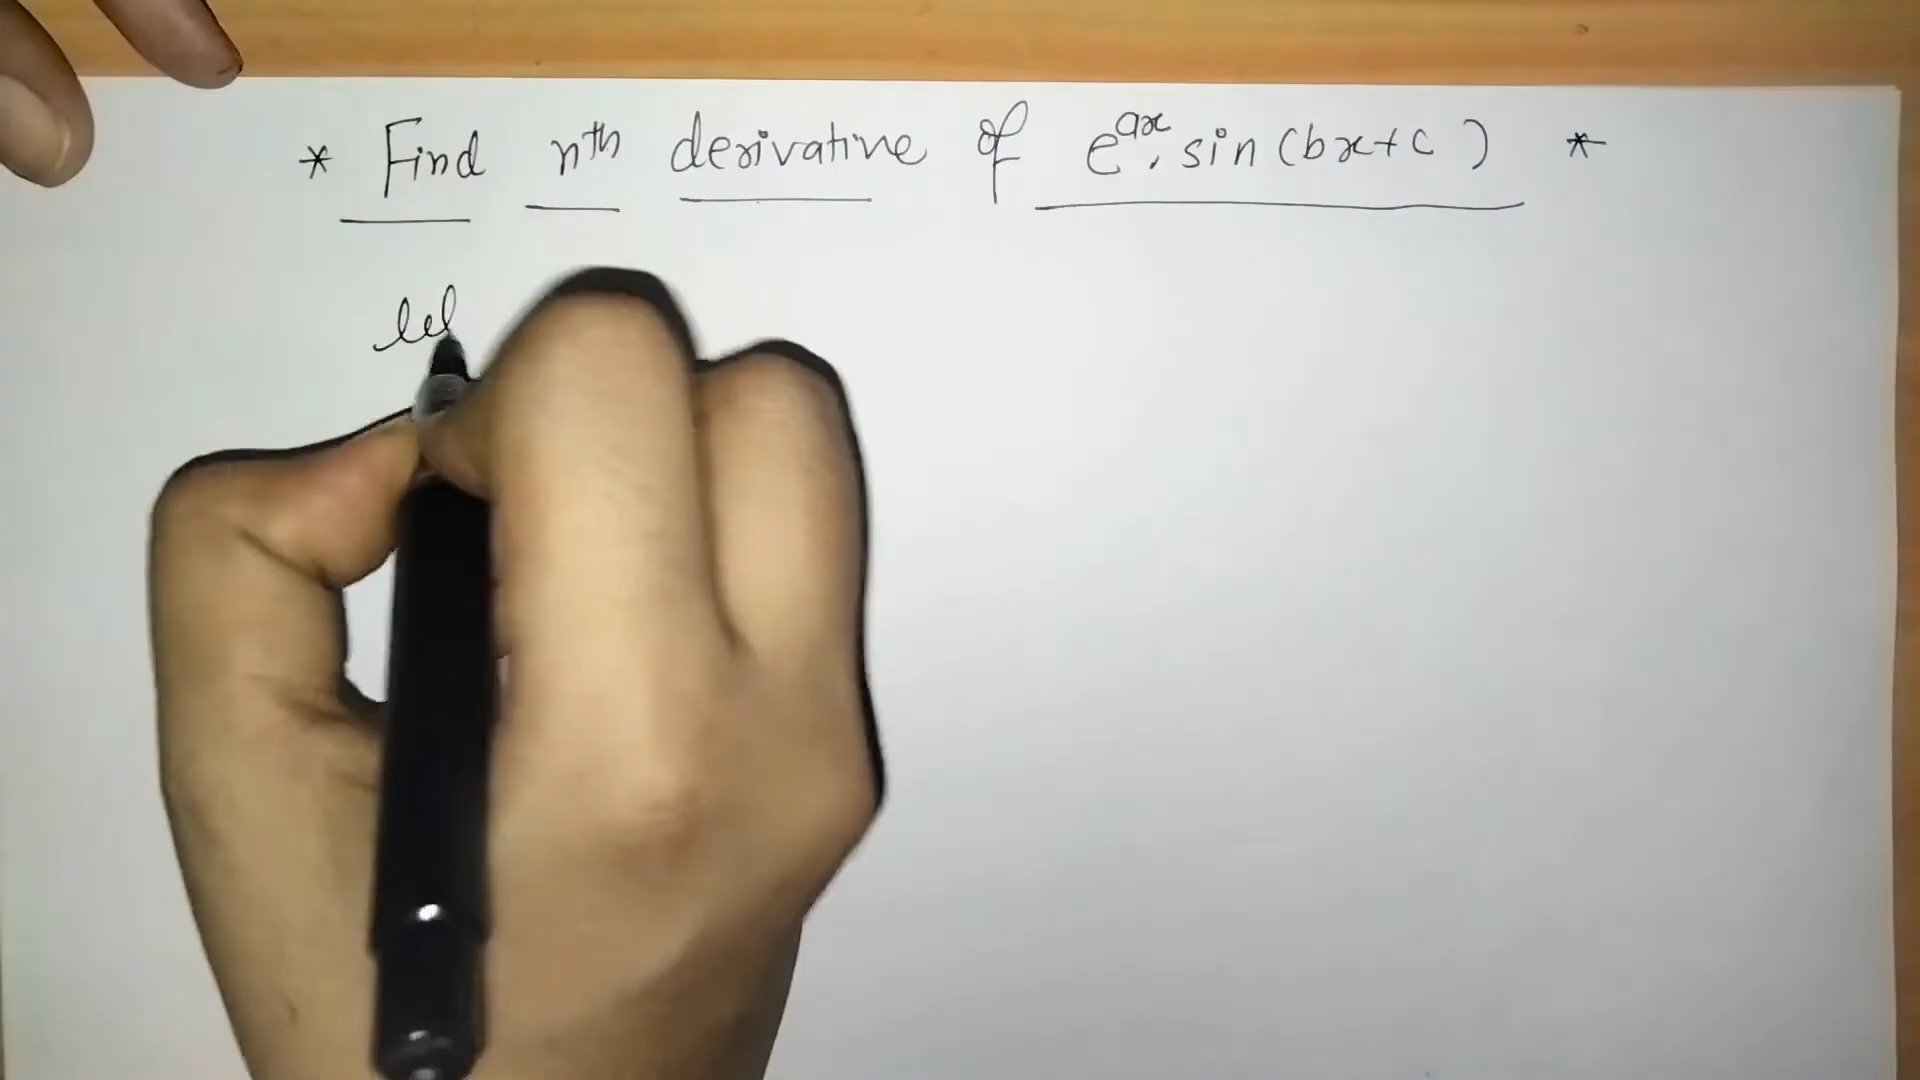 * Find nth derivative of e^ax . sin (bx+c) *
let